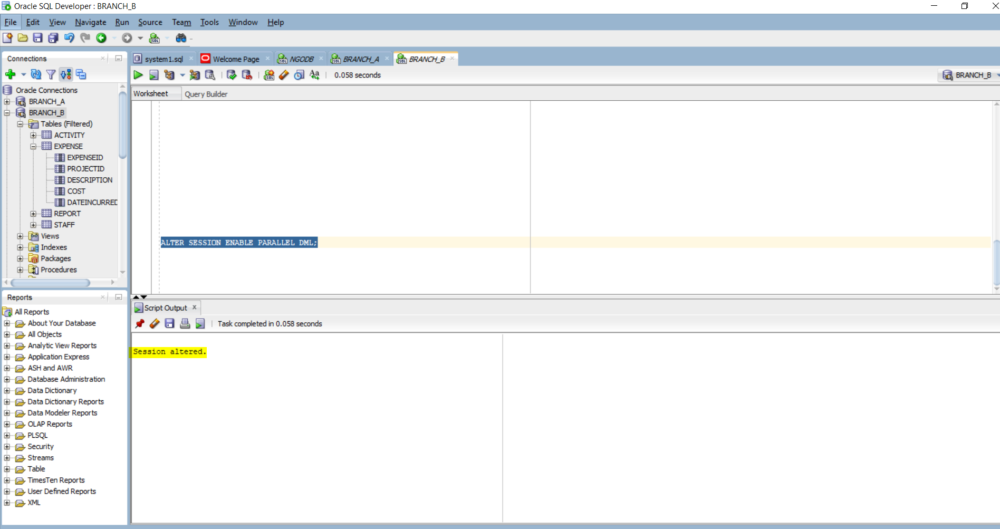 Oracle SQL Developer : BRANCH_B
File Edit View Navigate Run Source Team Tools Window Help
Connections
system1.sql
Welcome Page
NGODB
BRANCH_A
BRANCH_B
0.058 seconds
BRANCH_B
Worksheet
Query Builder
Oracle Connections
BRANCH_A
BRANCH_B
Tables (Filtered)
ACTIVITY
EXPENSE
EXPENSEID
PROJECTID
DESCRIPTION
COST
DATEINCURRED
REPORT
STAFF
Views
Indexes
Packages
Procedures
ALTER SESSION ENABLE PARALLEL DML;
Reports
All Reports
About Your Database
All Objects
Analytic View Reports
Application Express
ASH and AWR
Database Administration
Data Dictionary
Data Dictionary Reports
Data Modeler Reports
OLAP Reports
PLSQL
Security
Streams
Table
TimesTen Reports
User Defined Reports
XML
Script Output
Task completed in 0.058 seconds
Session altered.